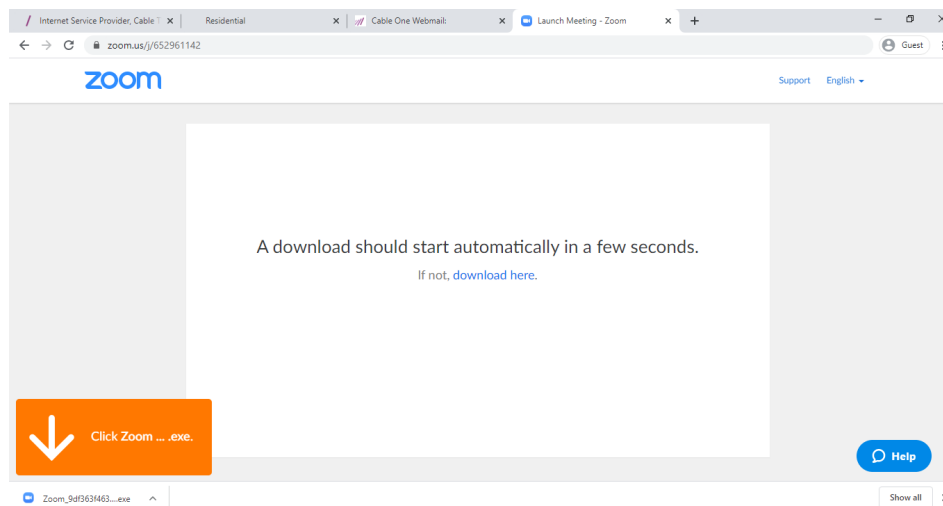 Internet Service Provider, Cable T
Residential
Cable One Webmail:
Launch Meeting - Zoom
zoom.us/j/652961142
Guest
zoom
Support
English
A download should start automatically in a few seconds.
If not, download here.
Click Zoom ... .exe.
Help
Zoom_9df363f463....exe
Show all